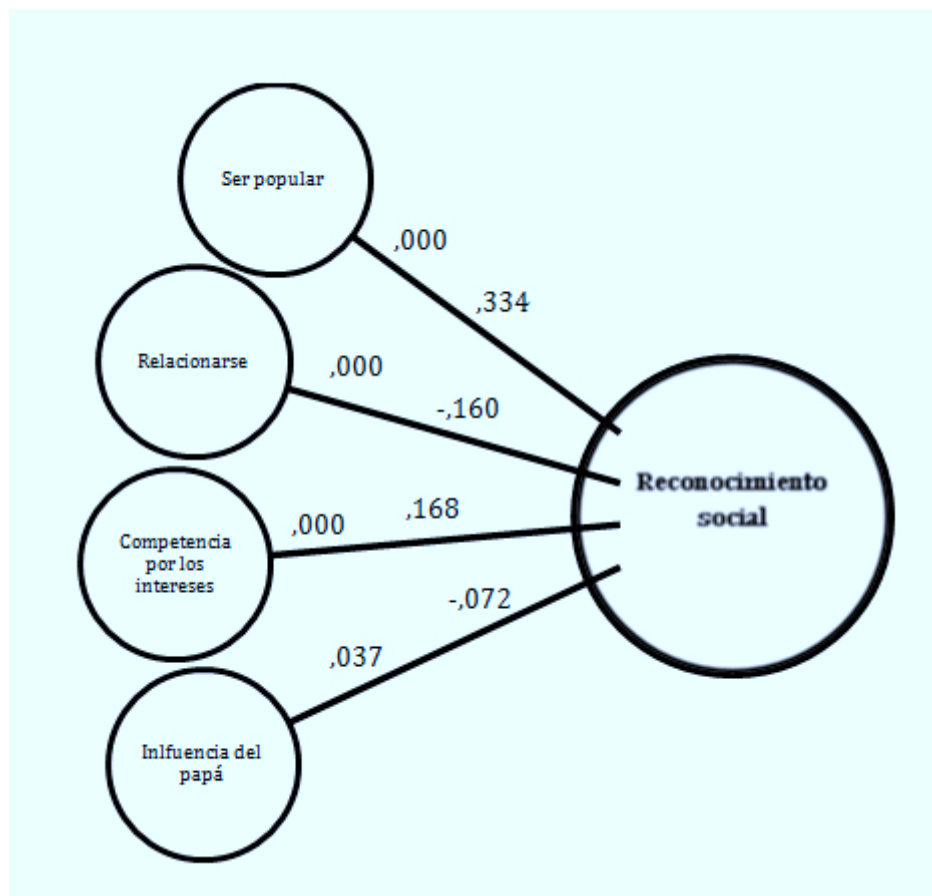 Ser popular
,000
,334
Relacionarse
,000
-,160
Reconocimiento
social
Competencia
por los
intereses
,000
,168
-,072
,037
Inlfuencia del
papá